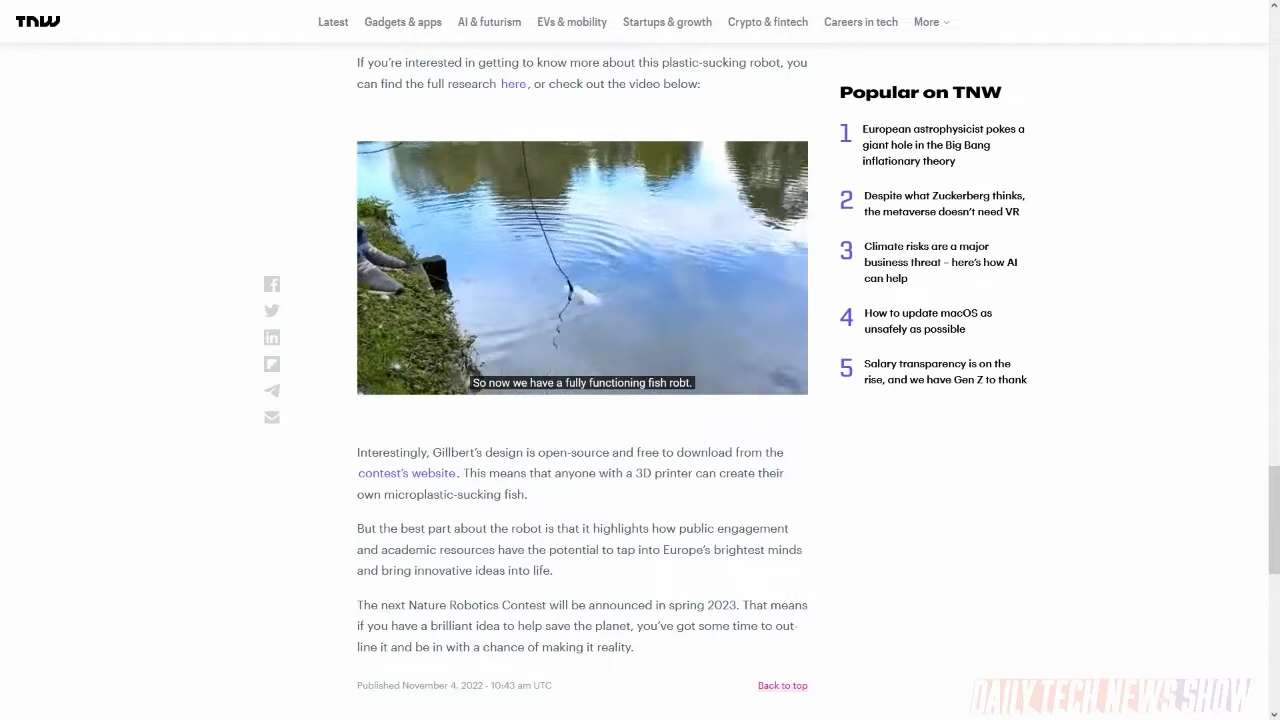 TNW
Latest
Gadgets & apps
AI & futurism
EVs & mobility
Startups & growth
Crypto & fintech
Careers in tech
More
If you're interested in getting to know more about this plastic-sucking robot, you
can find the full research here, or check out the video below:
So now we have a fully functioning fish robt.
Interestingly, Gillbert's design is open-source and free to download from the
contest's website. This means that anyone with a 3D printer can create their
own microplastic-sucking fish.
But the best part about the robot is that it highlights how public engagement
and academic resources have the potential to tap into Europe's brightest minds
and bring innovative ideas into life.
The next Nature Robotics Contest will be announced in spring 2023. That means
if you have a brilliant idea to help save the planet, you've got some time to out-
line it and be in with a chance of making it reality.
Published November 4, 2022 - 10:43 am UTC
Back to top
Popular on TNW
1
European astrophysicist pokes a
giant hole in the Big Bang
inflationary theory
2
Despite what Zuckerberg thinks,
the metaverse doesn't need VR
3
Climate risks are a major
business threat – here's how AI
can help
4
How to update macOS as
unsafely as possible
5
Salary transparency is on the
rise, and we have Gen Z to thank
DAILY TECH NEWS SHOW